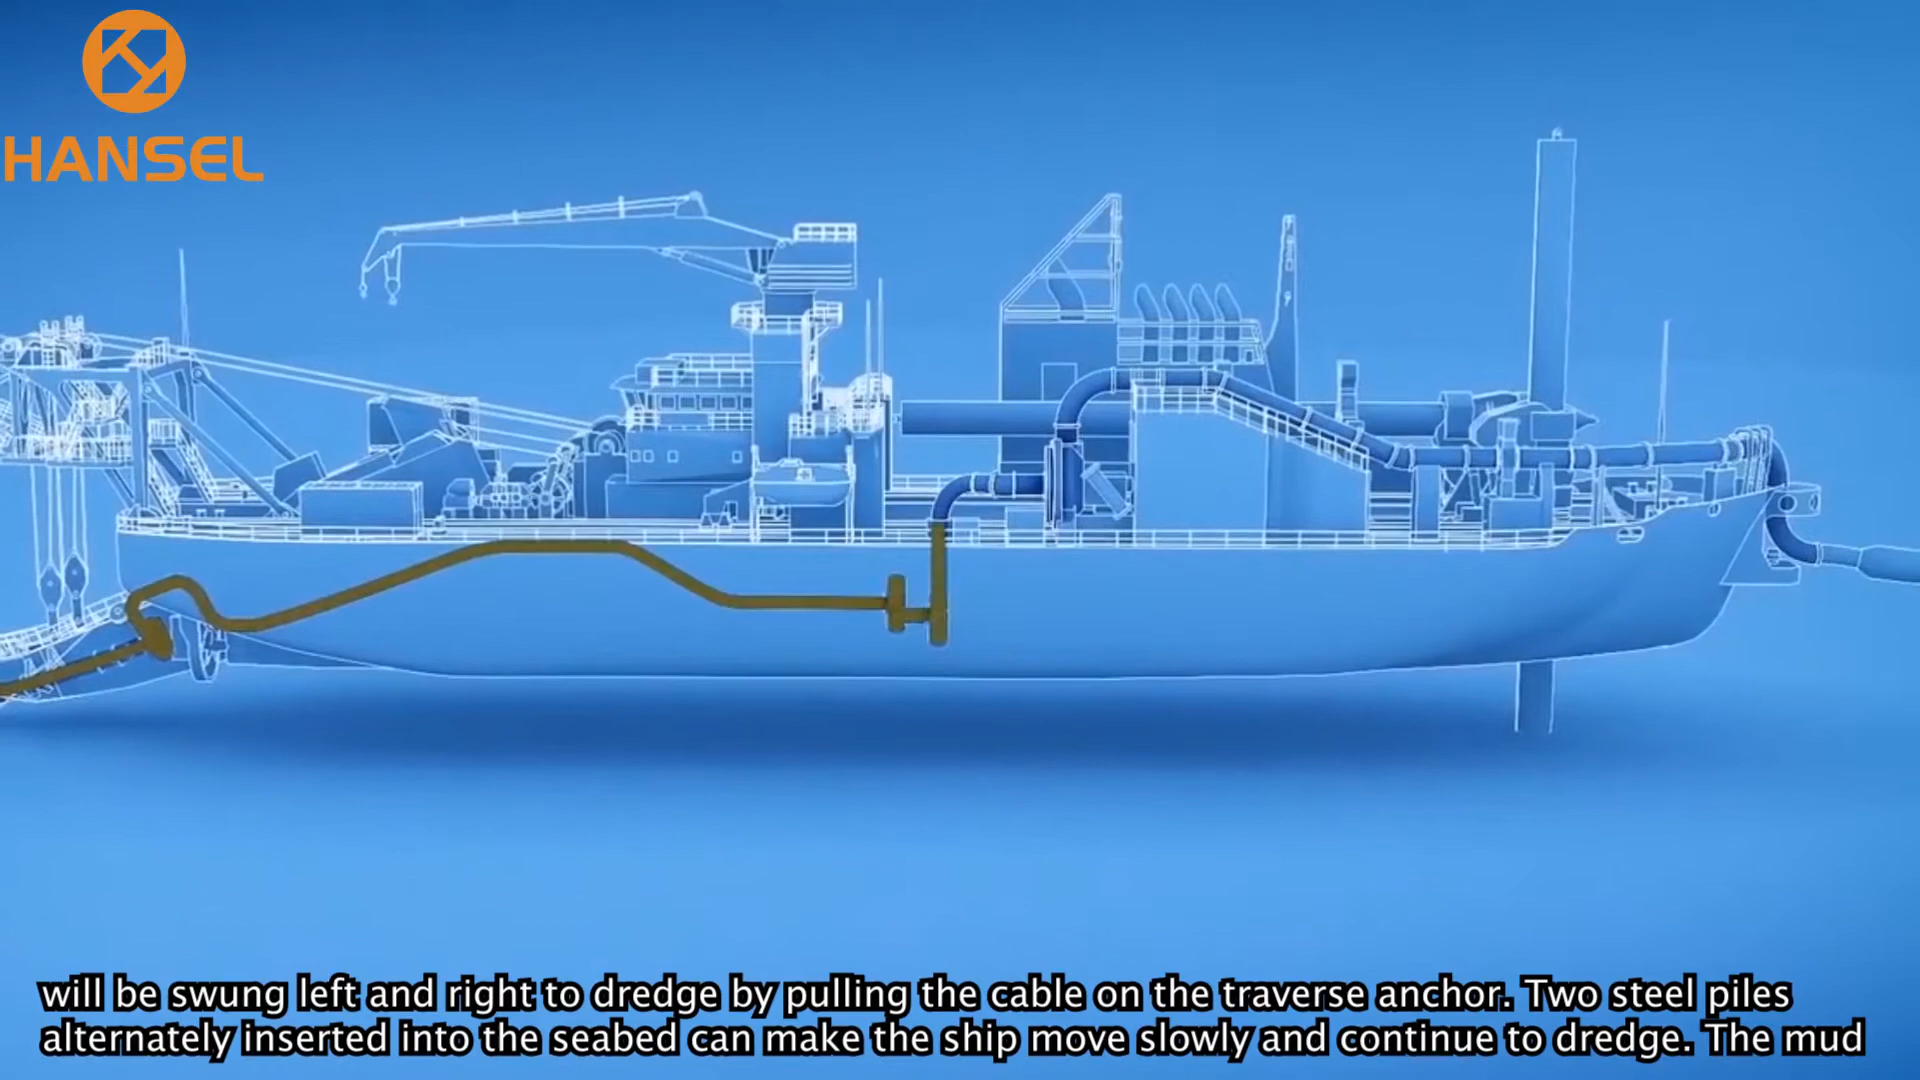 HANSEL
will be swung left and right to dredge by pulling the cable on the traverse anchor. Two steel piles
alternately inserted into the seabed can make the ship move slowly and continue to dredge. The mud